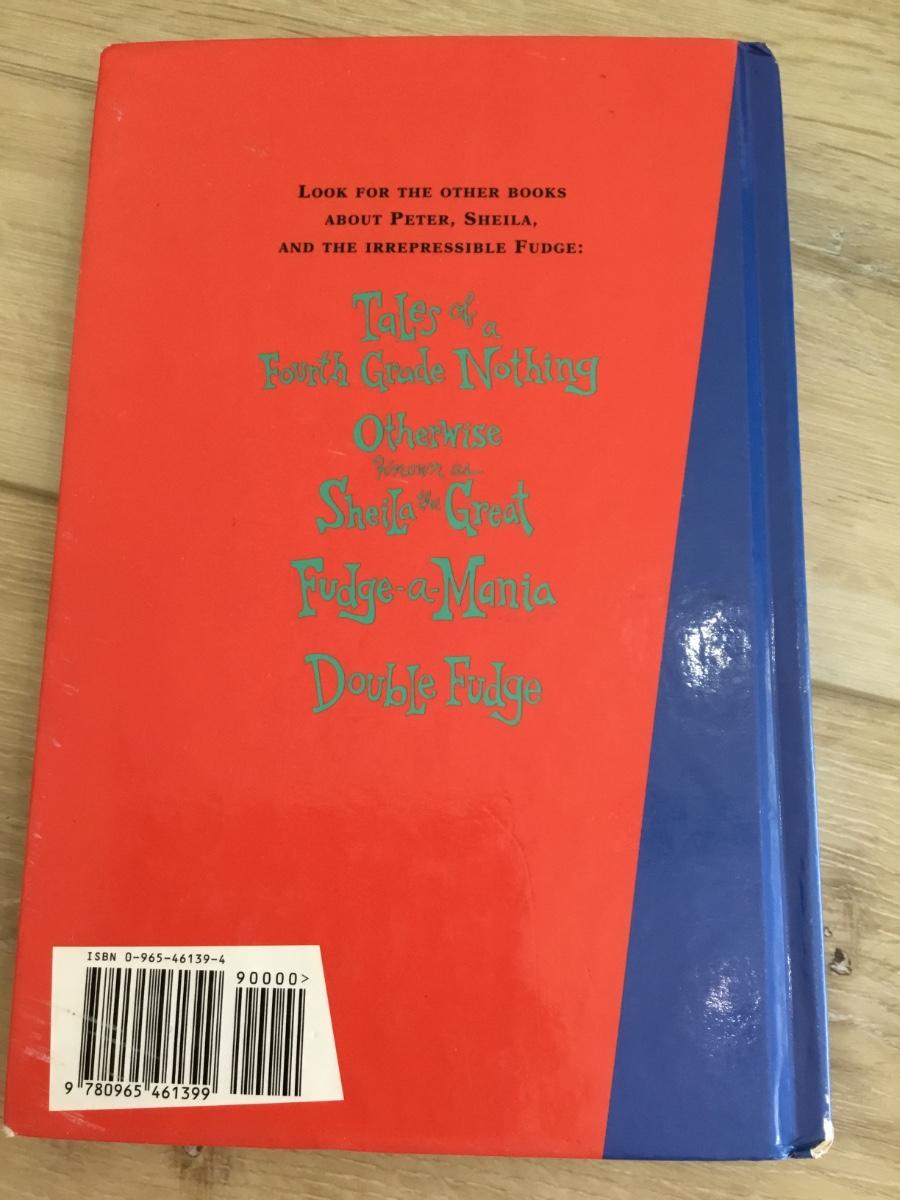 LOOK FOR THE OTHER BOOKS
ABOUT PETER, SHEILA,
AND THE IRREPRESSIBLE FUDGE:
Tales of a
Fourth Grade Nothing
Otherwise
known as
Sheila the Great
Fudge-a-Mania
Double Fudge
ISBN 0-965-46139-4
90000>
9 780965 461399